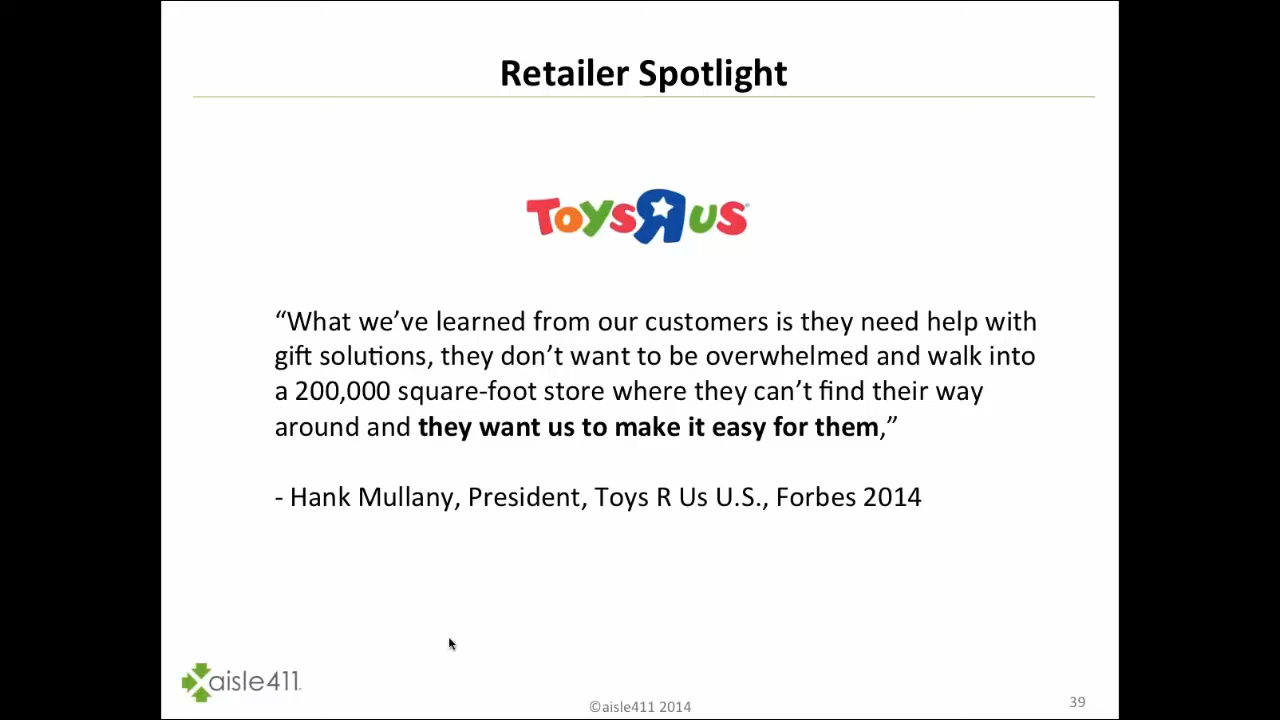 Retailer Spotlight
ToysRus
“What we’ve learned from our customers is they need help with
gift solutions, they don’t want to be overwhelmed and walk into
a 200,000 square-foot store where they can’t find their way
around and they want us to make it easy for them,”
- Hank Mullany, President, Toys R Us U.S., Forbes 2014
aisle411
©aisle411 2014
39